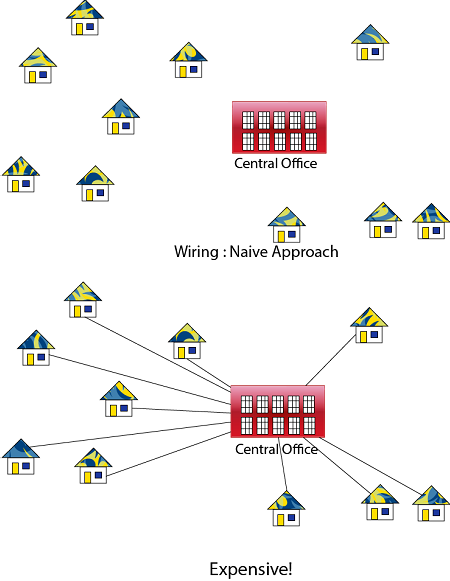 Central Office
Wiring : Naive Approach
Central Office
Expensive!